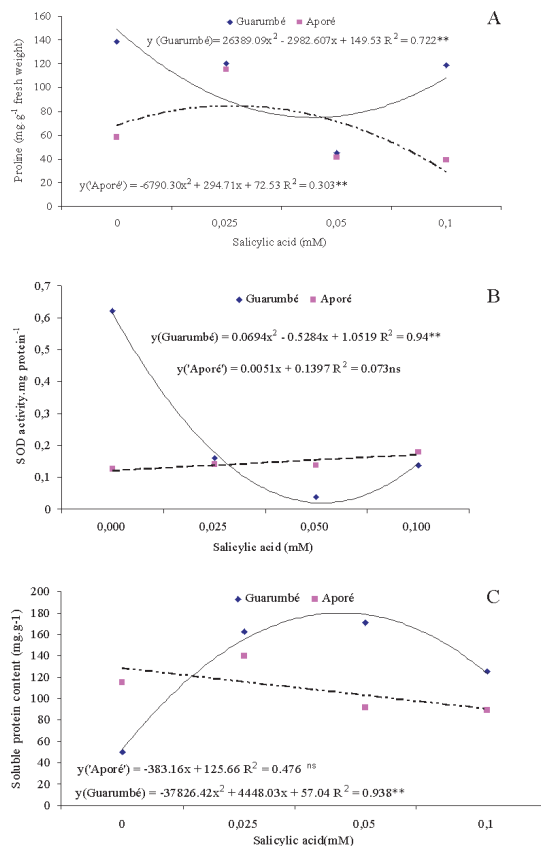 Guarumbé Aporé
A
160
140
120
100
80
60
40
20
0
Proline (mg g-1 fresh weight)
y (Guarumbé)= 26389.09x2 - 2982.607x + 149.53 R2 = 0.722**
y('Aporé') = -6790.30x2 + 294.71x + 72.53 R2 = 0.303**
0 0,025 0,05 0,1
Salicylic acid (mM)
B
0,7
0,6
0,5
0,4
0,3
0,2
0,1
0
SOD activity.mg protein-1
Guarumbé Aporé
y(Guarumbé) = 0.0694x2 - 0.5284x + 1.0519 R2 = 0.94**
y('Aporé') = 0.0051x + 0.1397 R2 = 0.073ns
0,000 0,025 0,050 0,100
Salicylic acid (mM)
C
200
180
160
140
120
100
80
60
40
20
0
Soluble protein content (mg.g-1)
Guarumbé Aporé
y('Aporé') = -383.16x + 125.66 R2 = 0.476 ns
y(Guarumbé) = -37826.42x2 + 4448.03x + 57.04 R2 = 0.938**
0 0,025 0,05 0,1
Salicylic acid(mM)